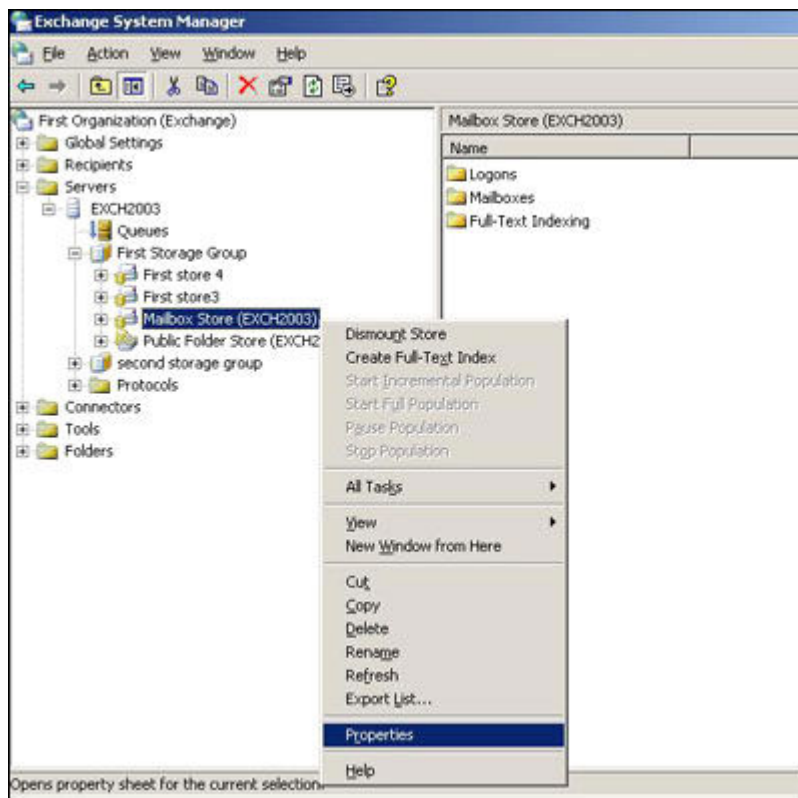 Exchange System Manager
File Action View Window Help
First Organization (Exchange)
Global Settings
Recipients
Servers
EXCH2003
Queues
First Storage Group
First store 4
First store3
Mailbox Store (EXCH2003)
Public Folder Store (EXCH2
second storage group
Protocols
Connectors
Tools
Folders
Mailbox Store (EXCH2003)
Name
Logons
Mailboxes
Full-Text Indexing
Dismount Store
Create Full-Text Index
Start Incremental Population
Start Full Population
Pause Population
Stop Population
All Tasks
View
New Window from Here
Cut
Copy
Delete
Rename
Refresh
Export List...
Properties
Help
Opens property sheet for the current selection.